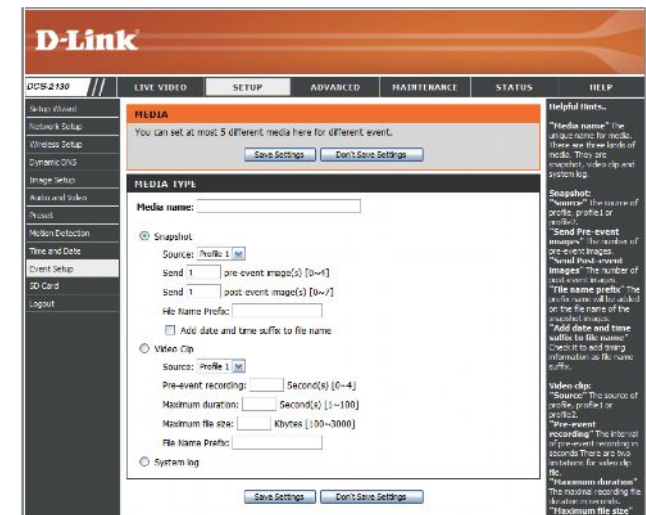 D-Link
DCS-2130
LIVE VIDEO
SETUP
ADVANCED
MAINTENANCE
STATUS
HELP
Setup Wizard
Network Setup
Wireless Setup
Dynamic DNS
Image Setup
Audio and Video
Preset
Motion Detection
Time and Date
Event Setup
SD Card
Logout
MEDIA
You can set at most 5 different media here for different event.
Save Settings
Don't Save Settings
MEDIA TYPE
Media name:
Snapshot
Source: Profile 1
Send 1 pre-event image(s) [0~4]
Send 1 post-event image(s) [0~7]
File Name Prefix:
Add date and time suffix to file name
Video Clip
Source: Profile 1
Pre-event recording: Second(s) [0~4]
Maximum duration: Second(s) [1~100]
Maximum file size: Kbytes [100~3000]
File Name Prefix:
System log
Save Settings
Don't Save Settings
Helpful Hints..
"Media name" The
unique name for media.
There are three kinds of
media. They are
snapshot, video clip and
system log.
Snapshot:
"Source" The source of
profile, profile1 or
profile2.
"Send Pre-event
images" The number of
pre-event images.
"Send Post-event
images" The number of
post-event images.
"File name prefix" The
prefix name will be added
on the file name of the
snapshot images.
"Add date and time
suffix to file name"
Check it to add timing
information as file name
suffix.
Video clip:
"Source" The source of
profile, profile1 or
profile2.
"Pre-event
recording" The interval
of pre-event recording in
seconds There are two
limitations for video clip
file.
"Maximum duration"
The maximal recording file
duration in seconds.
"Maximum file size"